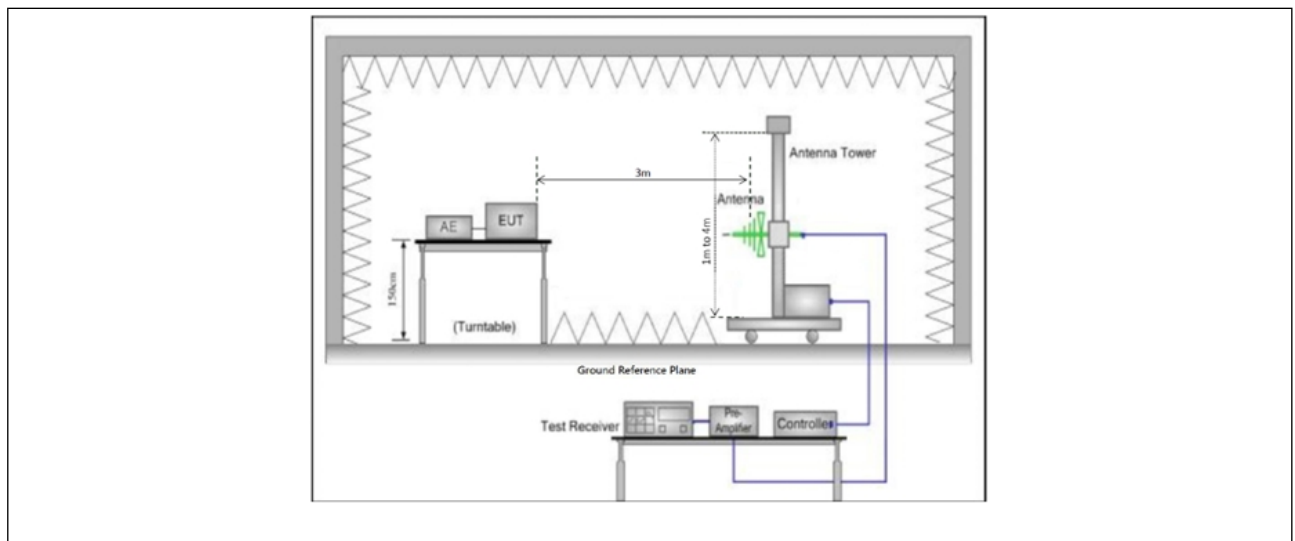 Antenna Tower
3m
Antenna
EUT
AE
1m to 4m
150cm
(Turntable)
Ground Reference Plane
Test Receiver
Pre-
Amplifier
Controller